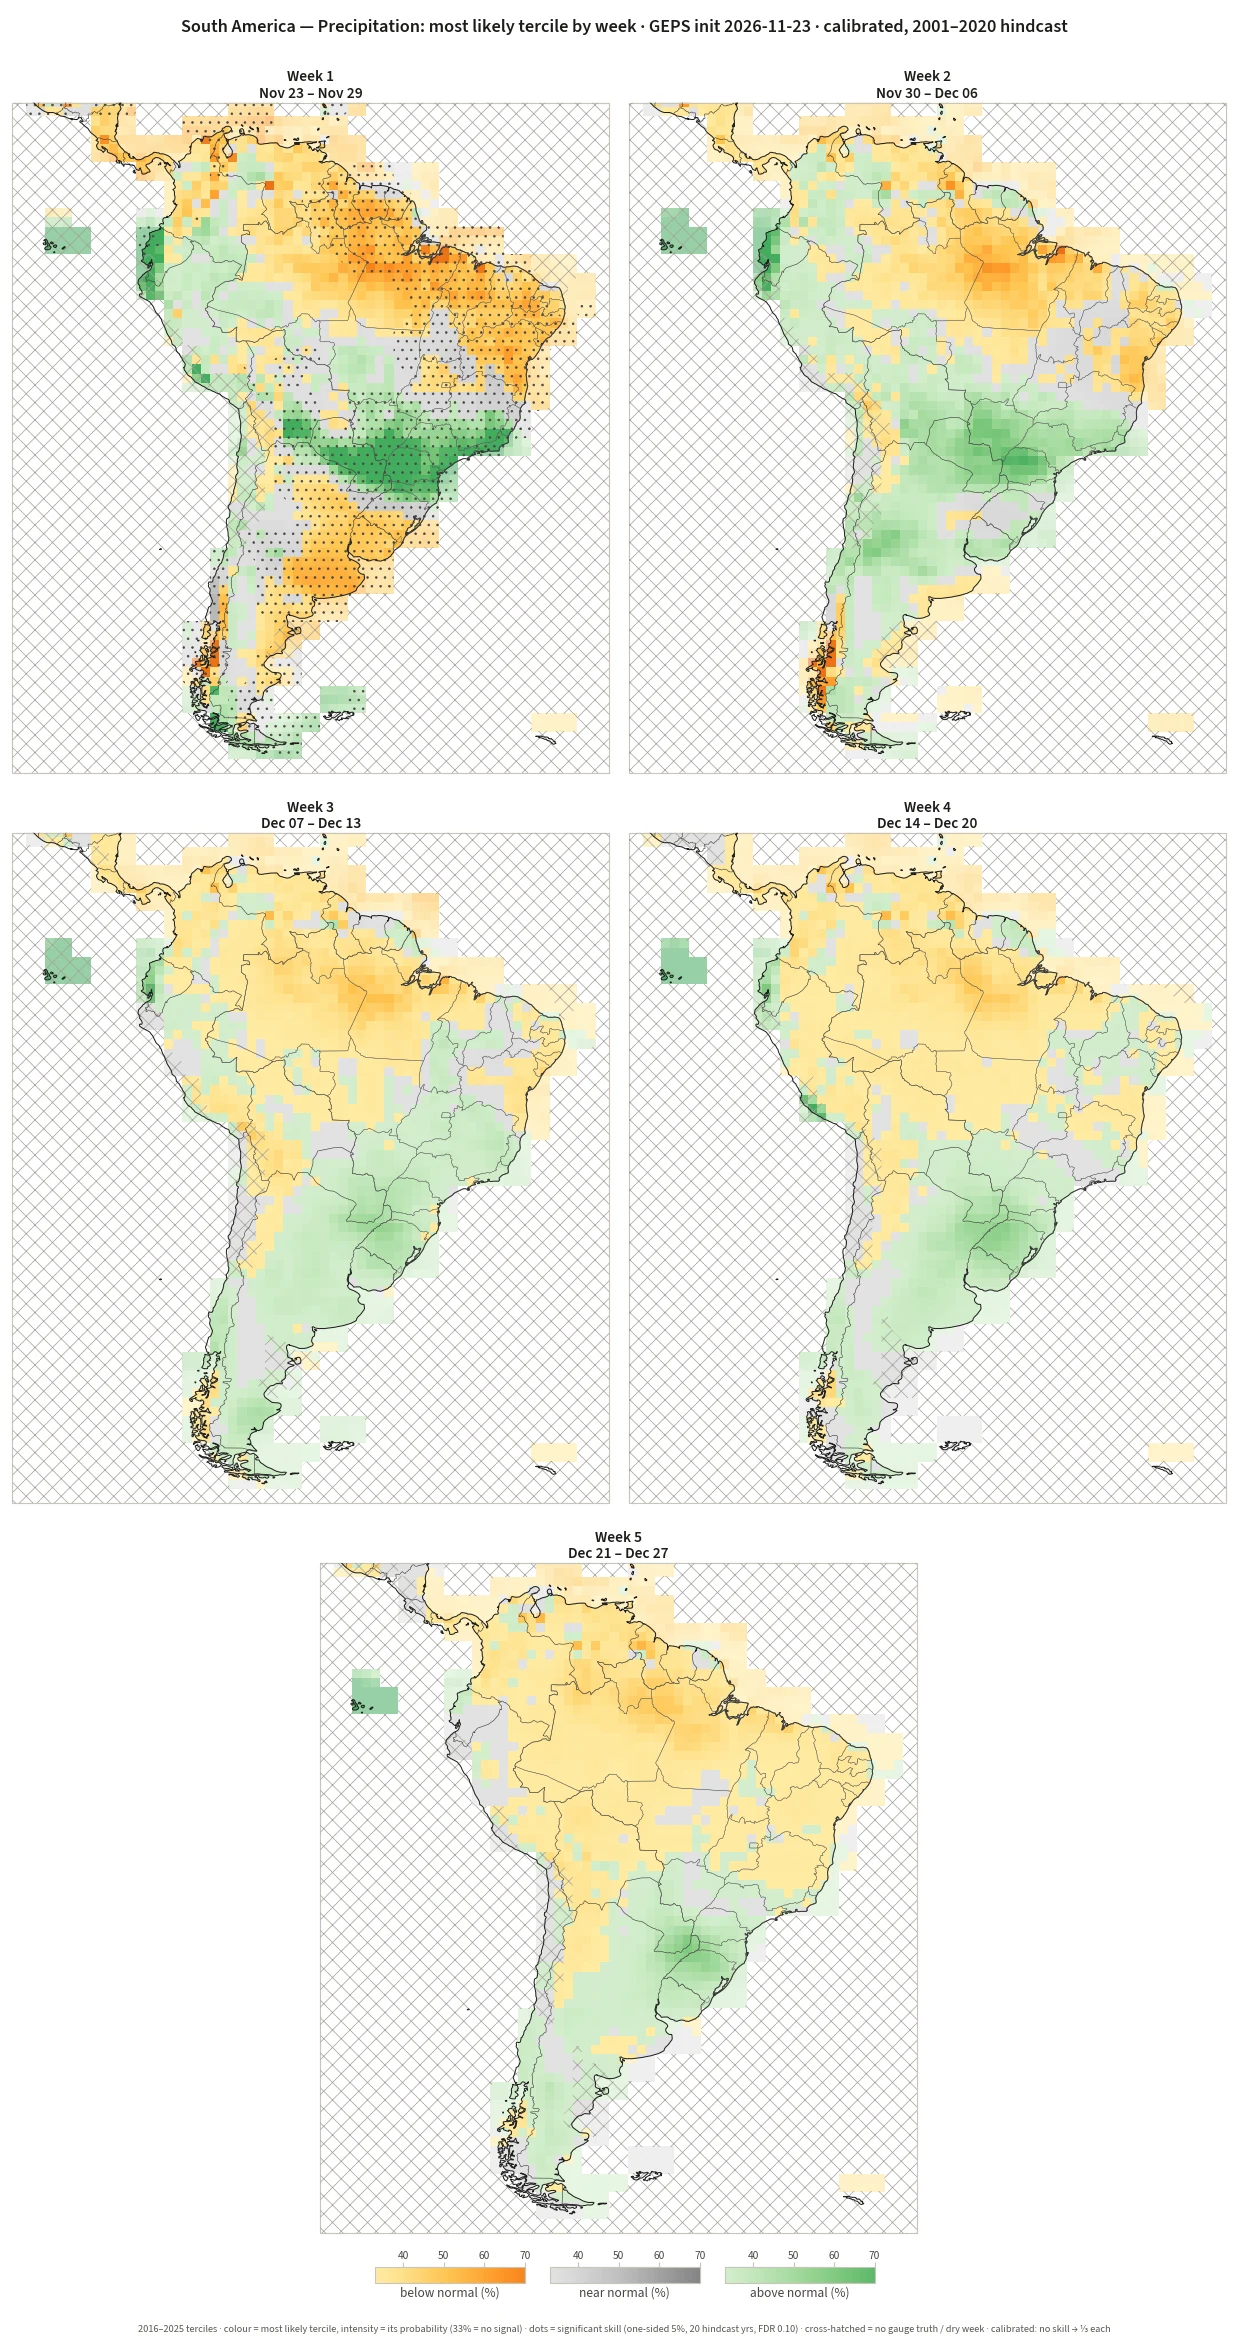 South America — Precipitation: most likely tercile by week · GEPS init 2026-11-23 · calibrated, 2001–2020 hindcast
Week 1
Nov 23 – Nov 29
Week 2
Nov 30 – Dec 06
Week 3
Dec 07 – Dec 13
Week 4
Dec 14 – Dec 20
Week 5
Dec 21 – Dec 27
40 50 60 70
below normal (%)
40 50 60 70
near normal (%)
40 50 60 70
above normal (%)
2016–2025 terciles · colour = most likely tercile, intensity = its probability (33% = no signal) · dots = significant skill (one-sided 5%, 20 hindcast yrs, FDR 0.10) · cross-hatched = no gauge truth / dry week · calibrated: no skill → ⅓ each